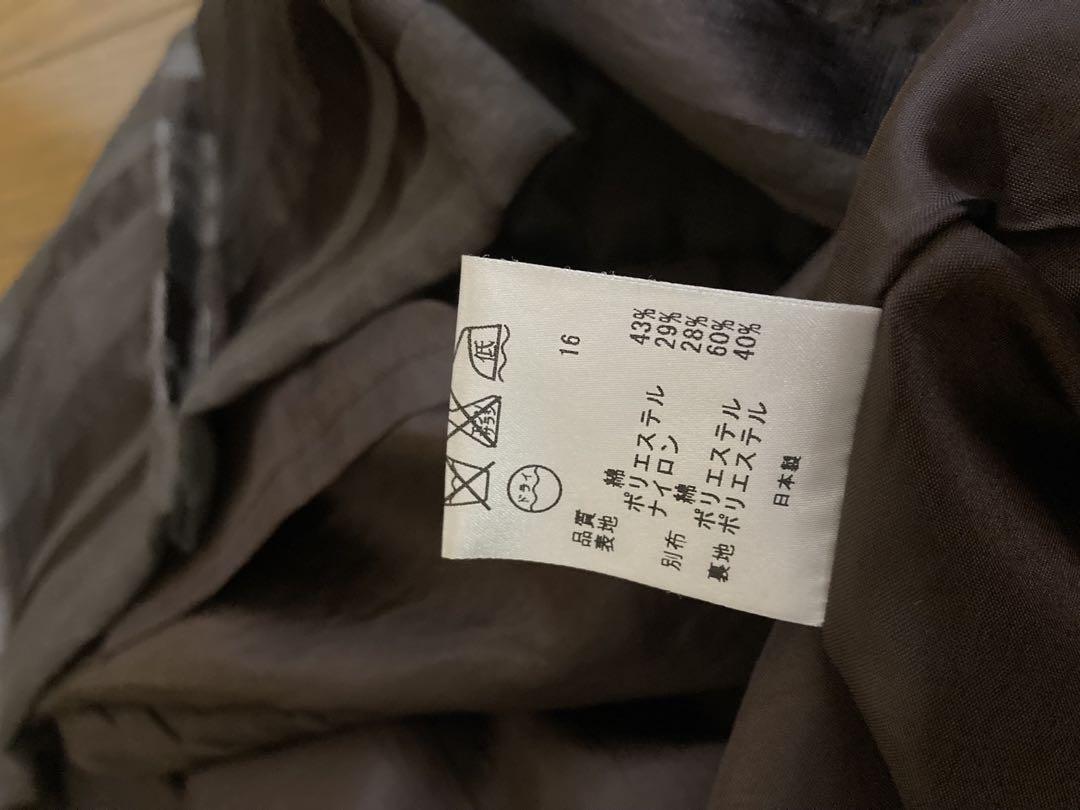 低
ドライ
16
品質
表地 綿 43%
ポリエステル 29%
ナイロン 28%
別布 綿 60%
ポリエステル 40%
裏地 ポリエステル
日本製